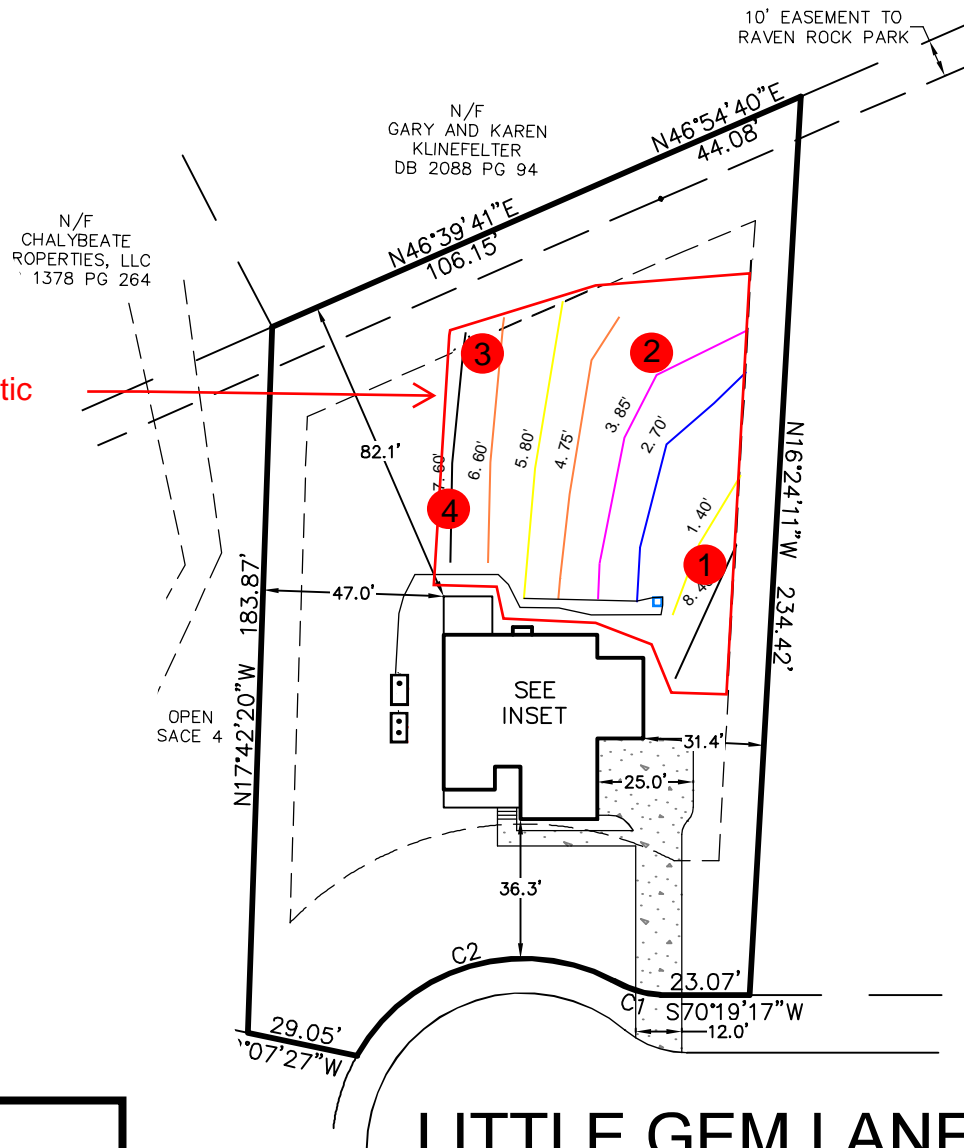 10' EASEMENT TO
RAVEN ROCK PARK
N/F
GARY AND KAREN
KLINEFELTER
DB 2088 PG 94
N46°54'40"E
44.08'
N46°39'41"E
106.15'
N/F
CHALYBEATE
ROPERTIES, LLC
1378 PG 264
tic
3
2
82.1'
7.60'
6.60'
5.80'
4.75'
3.85'
2.70'
1.40'
8.40'
4
1
N16°24'11"W 234.42'
N17°42'20"W 183.87'
47.0'
SEE
INSET
OPEN
SACE 4
31.4'
25.0'
36.3'
C2
C1
23.07'
S70°19'17"W
12.0'
29.05'
°07'27"W
LITTLE GEM LANE